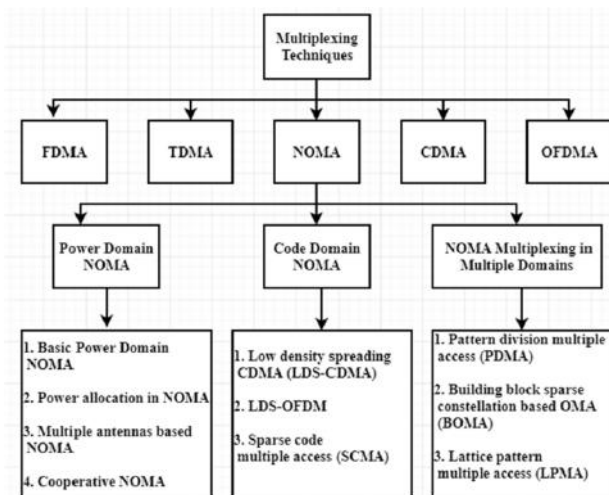 Multiplexing
Techniques
FDMA
TDMA
NOMA
CDMA
OFDMA
Power Domain
NOMA
Code Domain
NOMA
NOMA Multiplexing in
Multiple Domains
1. Basic Power Domain
NOMA
2. Power allocation in NOMA
3. Multiple antennas based
NOMA
4. Cooperative NOMA
1. Low density spreading
CDMA (LDS-CDMA)
2. LDS-OFDM
3. Sparse code
multiple access (SCMA)
1. Pattern division multiple
access (PDMA)
2. Building block sparse
constellation based OMA
(BOMA)
3. Lattice pattern
multiple access (LPMA)